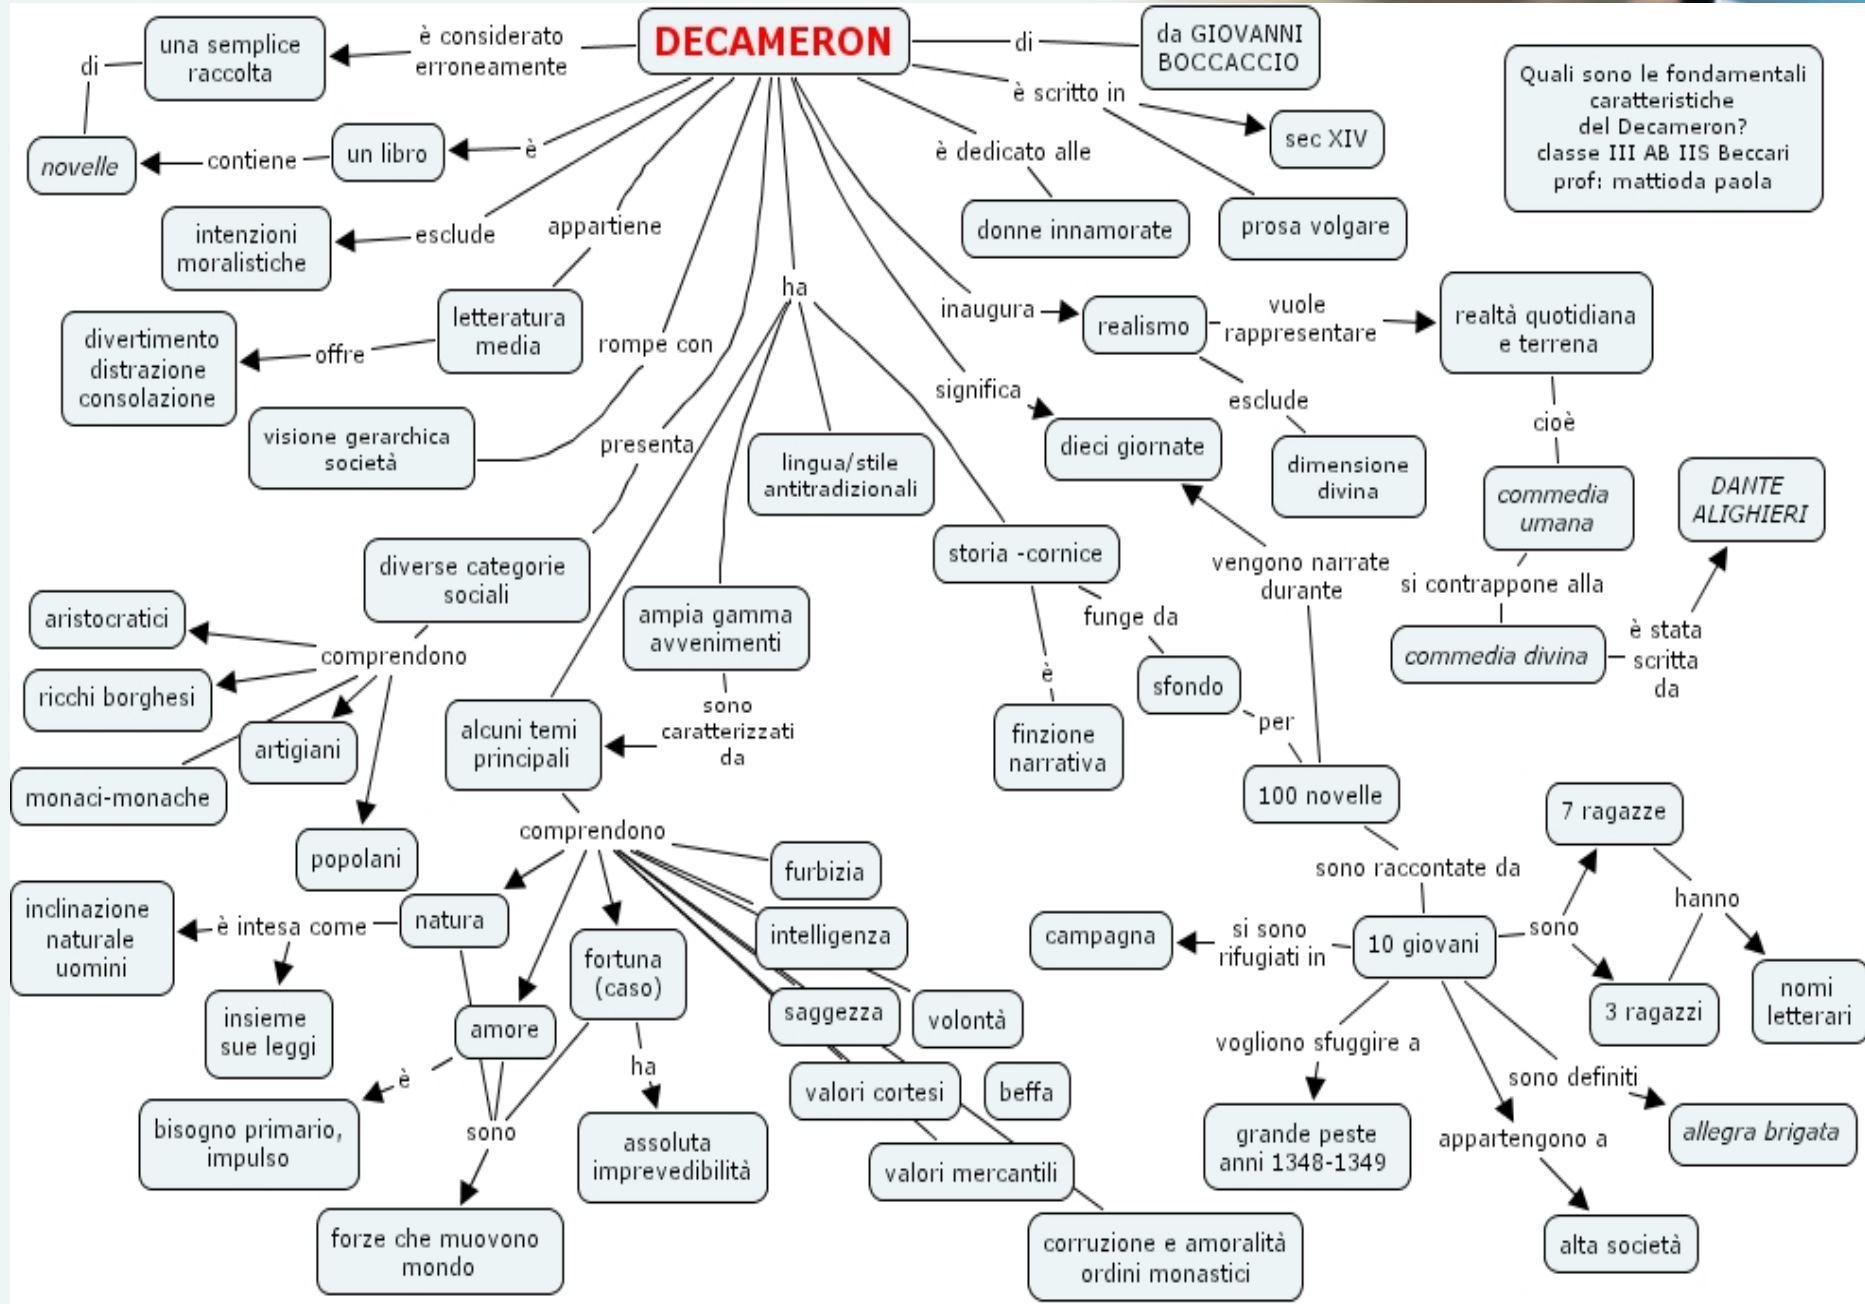 DECAMERON
è considerato
erroneamente
una semplice
raccolta
di
novelle
contiene
un libro
è
di
da GIOVANNI
BOCCACCIO
è scritto in
sec XIV
prosa volgare
è dedicato alle
donne innamorate
Quali sono le fondamentali
caratteristiche
del Decameron?
classe III AB IIS Beccari
prof: mattioda paola
esclude
intenzioni
moralistiche
appartiene
letteratura
media
offre
divertimento
distrazione
consolazione
rompe con
visione gerarchica
società
presenta
diverse categorie
sociali
comprendono
aristocratici
ricchi borghesi
artigiani
monaci-monache
popolani
ha
lingua/stile
antitradizionali
ampia gamma
avvenimenti
sono
caratterizzati
da
alcuni temi
principali
comprendono
furbizia
intelligenza
volontà
saggezza
valori cortesi
beffa
valori mercantili
corruzione e amoralità
ordini monastici
natura
è intesa come
inclinazione
naturale
uomini
insieme
sue leggi
amore
è
bisogno primario,
impulso
fortuna
(caso)
ha
assoluta
imprevedibilità
sono
forze che muovono
mondo
inaugura
realismo
vuole
rappresentare
realtà quotidiana
e terrena
esclude
dimensione
divina
cioè
commedia
umana
si contrappone alla
commedia divina
è stata
scritta
da
DANTE
ALIGHIERI
significa
dieci giornate
vengono narrate
durante
storia -cornice
è
finzione
narrativa
funge da
sfondo
per
100 novelle
sono raccontate da
10 giovani
sono
7 ragazze
3 ragazzi
hanno
nomi
letterari
si sono
rifugiati in
campagna
vogliono sfuggire a
grande peste
anni 1348-1349
appartengono a
alta società
sono definiti
allegra brigata